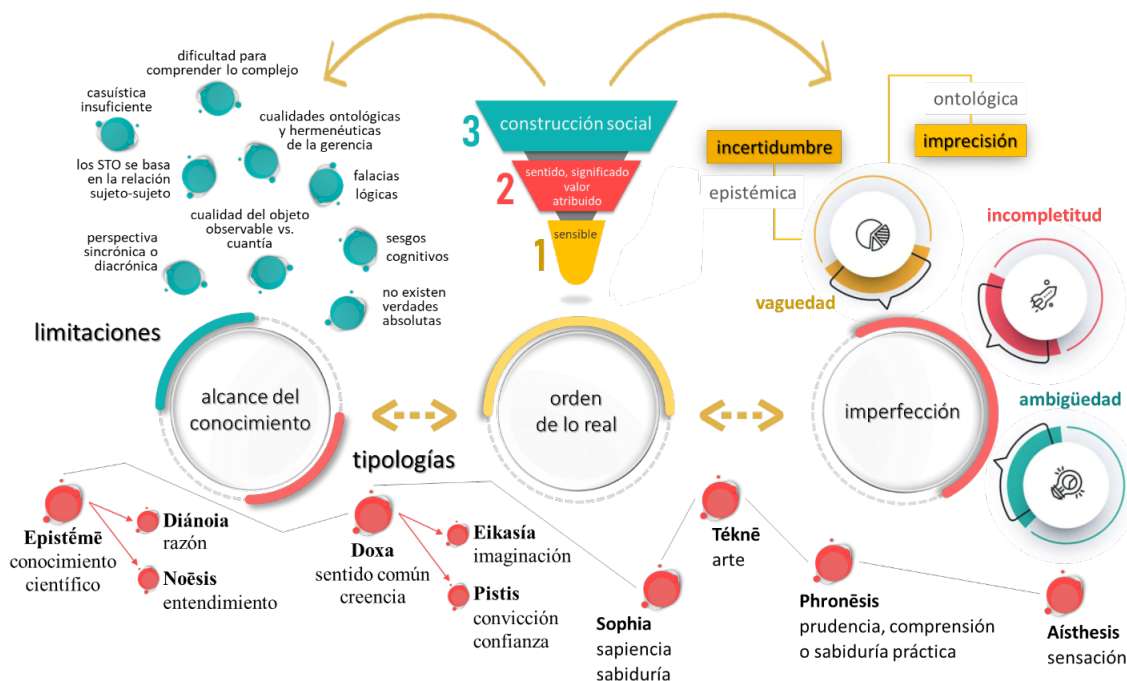 dificultad para
comprender lo complejo
casuística
insuficiente
cualidades ontológicas
y hermenéuticas
de la gerencia
los STO se basa
en la relación
sujeto-sujeto
falacias
lógicas
cualidad del objeto
observable vs.
cuantía
perspectiva
sincrónica o
diacrónica
sesgos
cognitivos
no existen
verdades
absolutas
limitaciones
3
construcción social
2
sentido, significado
valor
atribuido
1
sensible
ontológica
imprecisión
incertidumbre
epistémica
vaguedad
incompletitud
ambigüedad
alcance del
conocimiento
orden
de lo real
imperfección
tipologías
Epistḗmē
conocimiento
científico
Diánoia
razón
Noēsis
entendimiento
Doxa
sentido común
creencia
Eikasía
imaginación
Pistis
convicción
confianza
Sophia
sapiencia
sabiduría
Téknē
arte
Phronēsis
prudencia, comprensión
o sabiduría práctica
Aísthesis
sensación